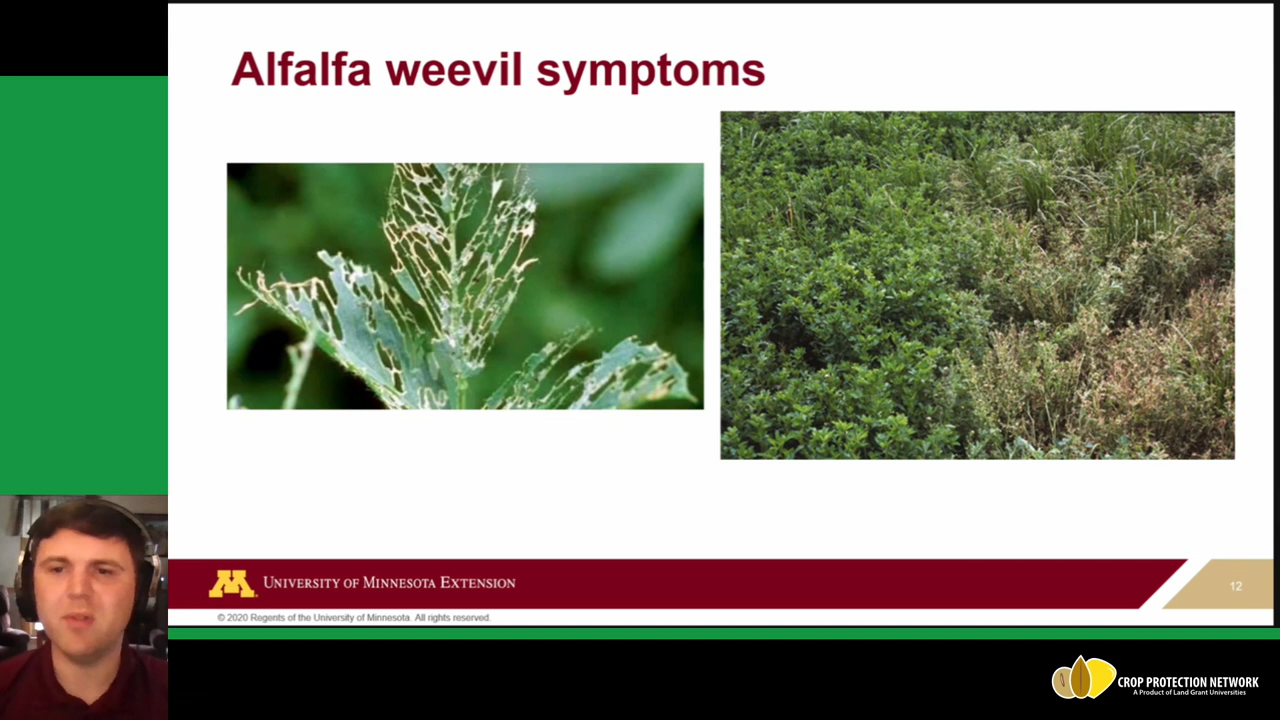 Alfalfa weevil symptoms
UNIVERSITY OF MINNESOTA EXTENSION
12
© 2020 Regents of the University of Minnesota. All rights reserved.
CROP PROTECTION NETWORK
A Product of Land Grant Universities